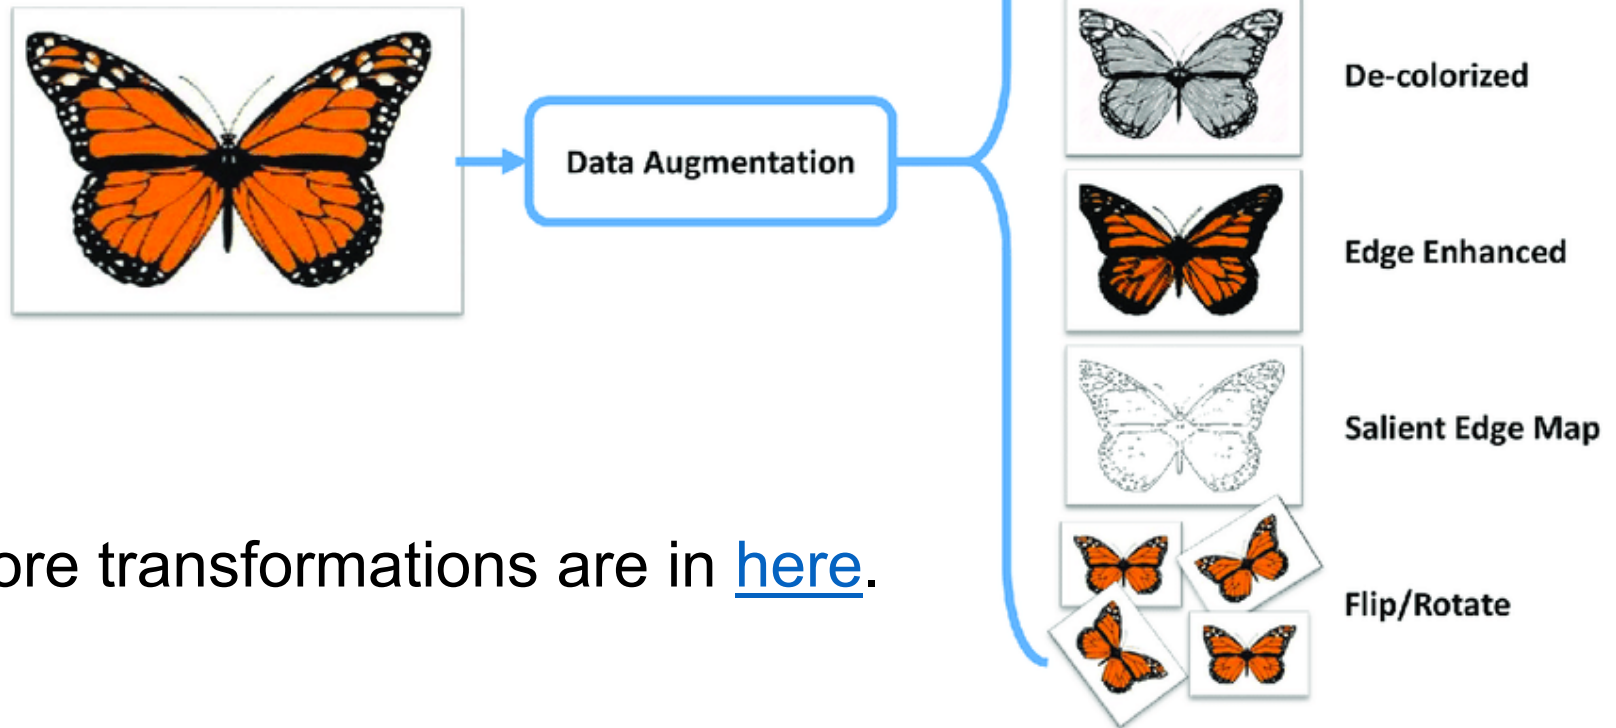 De-colorized
Data Augmentation
Edge Enhanced
Salient Edge Map
ore transformations are in here.
Flip/Rotate